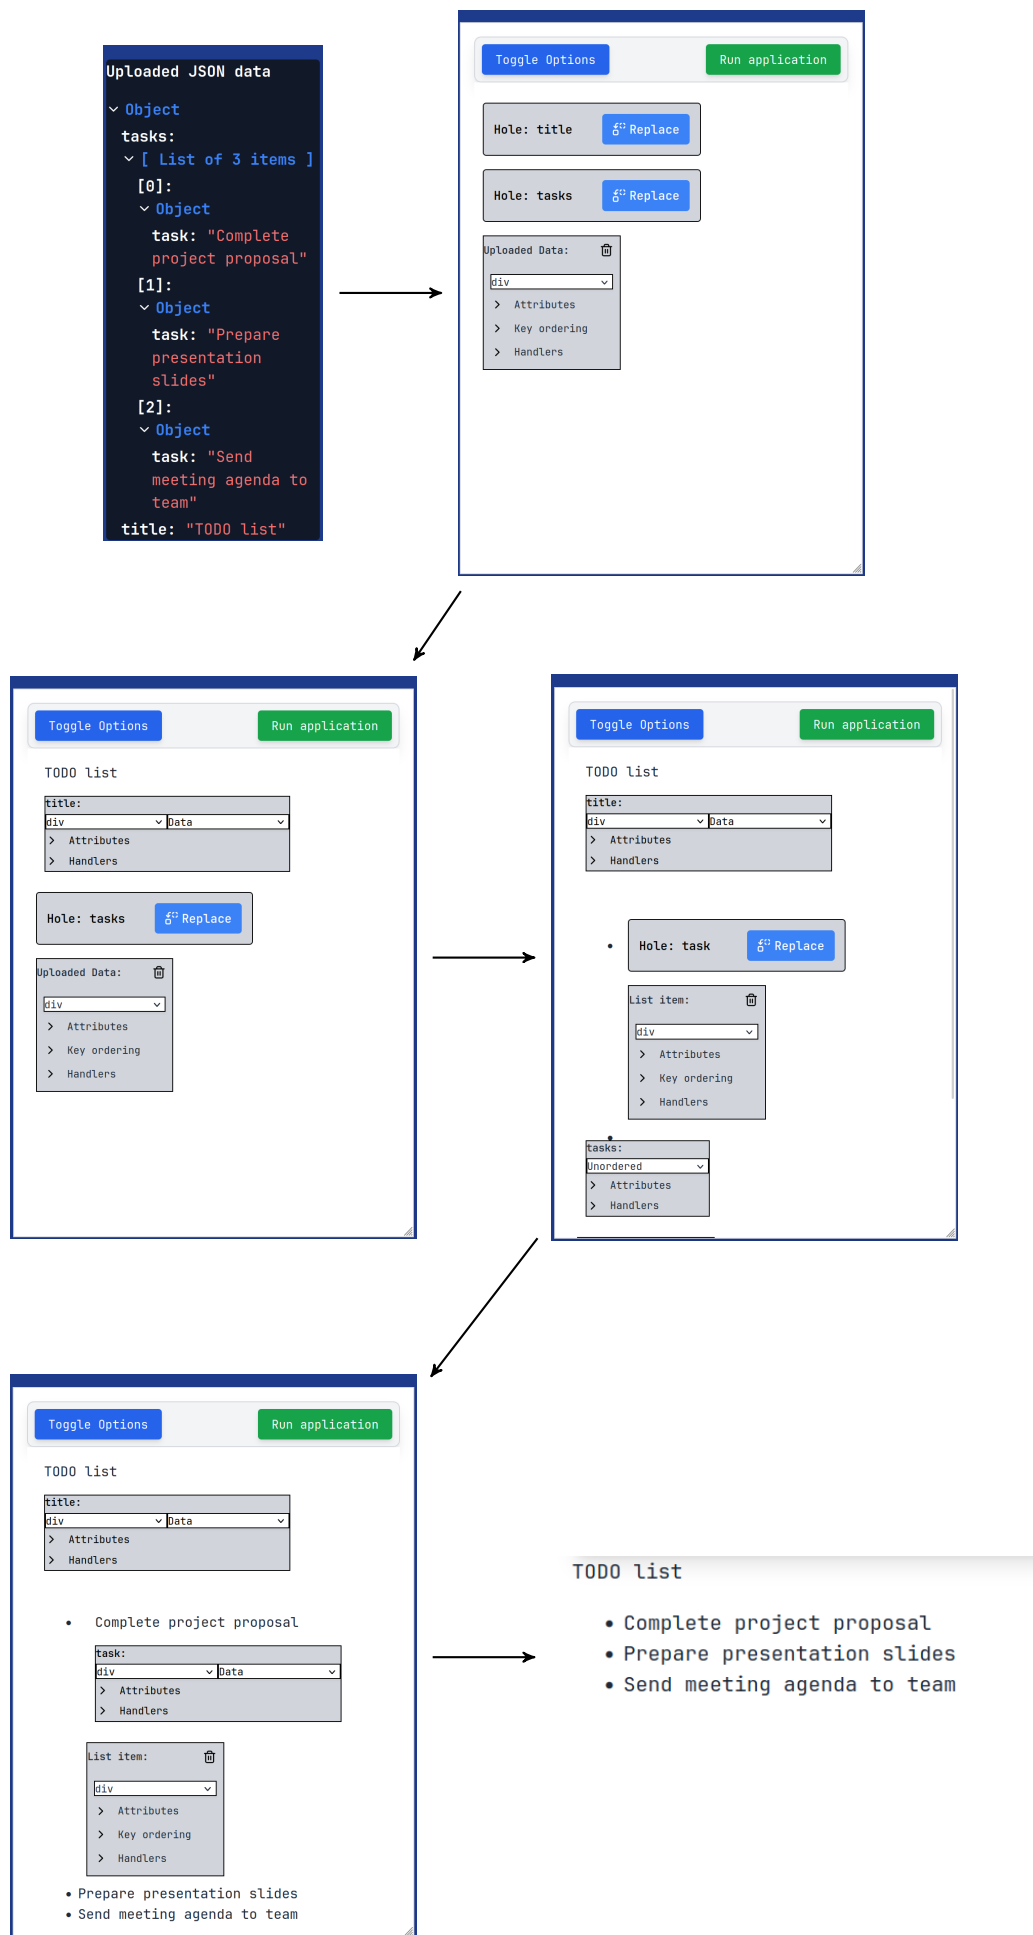 Uploaded JSON data
Object
tasks:
[ List of 3 items ]
[0]:
Object
task: "Complete
project proposal"
[1]:
Object
task: "Prepare
presentation
slides"
[2]:
Object
task: "Send
meeting agenda to
team"
title: "TODO list"
Toggle Options Run application
Hole: title Replace
Hole: tasks Replace
Uploaded Data:
div
Attributes
Key ordering
Handlers
Toggle Options Run application
TODO list
title:
div Data
Attributes
Handlers
Hole: tasks Replace
Uploaded Data:
div
Attributes
Key ordering
Handlers
Toggle Options Run application
TODO list
title:
div Data
Attributes
Handlers
• Hole: task Replace
List item:
div
Attributes
Key ordering
Handlers
•
tasks:
Unordered
Attributes
Handlers
Toggle Options Run application
TODO list
title:
div Data
Attributes
Handlers
• Complete project proposal
task:
div Data
Attributes
Handlers
List item:
div
Attributes
Key ordering
Handlers
• Prepare presentation slides
• Send meeting agenda to team
TODO list
• Complete project proposal
• Prepare presentation slides
• Send meeting agenda to team